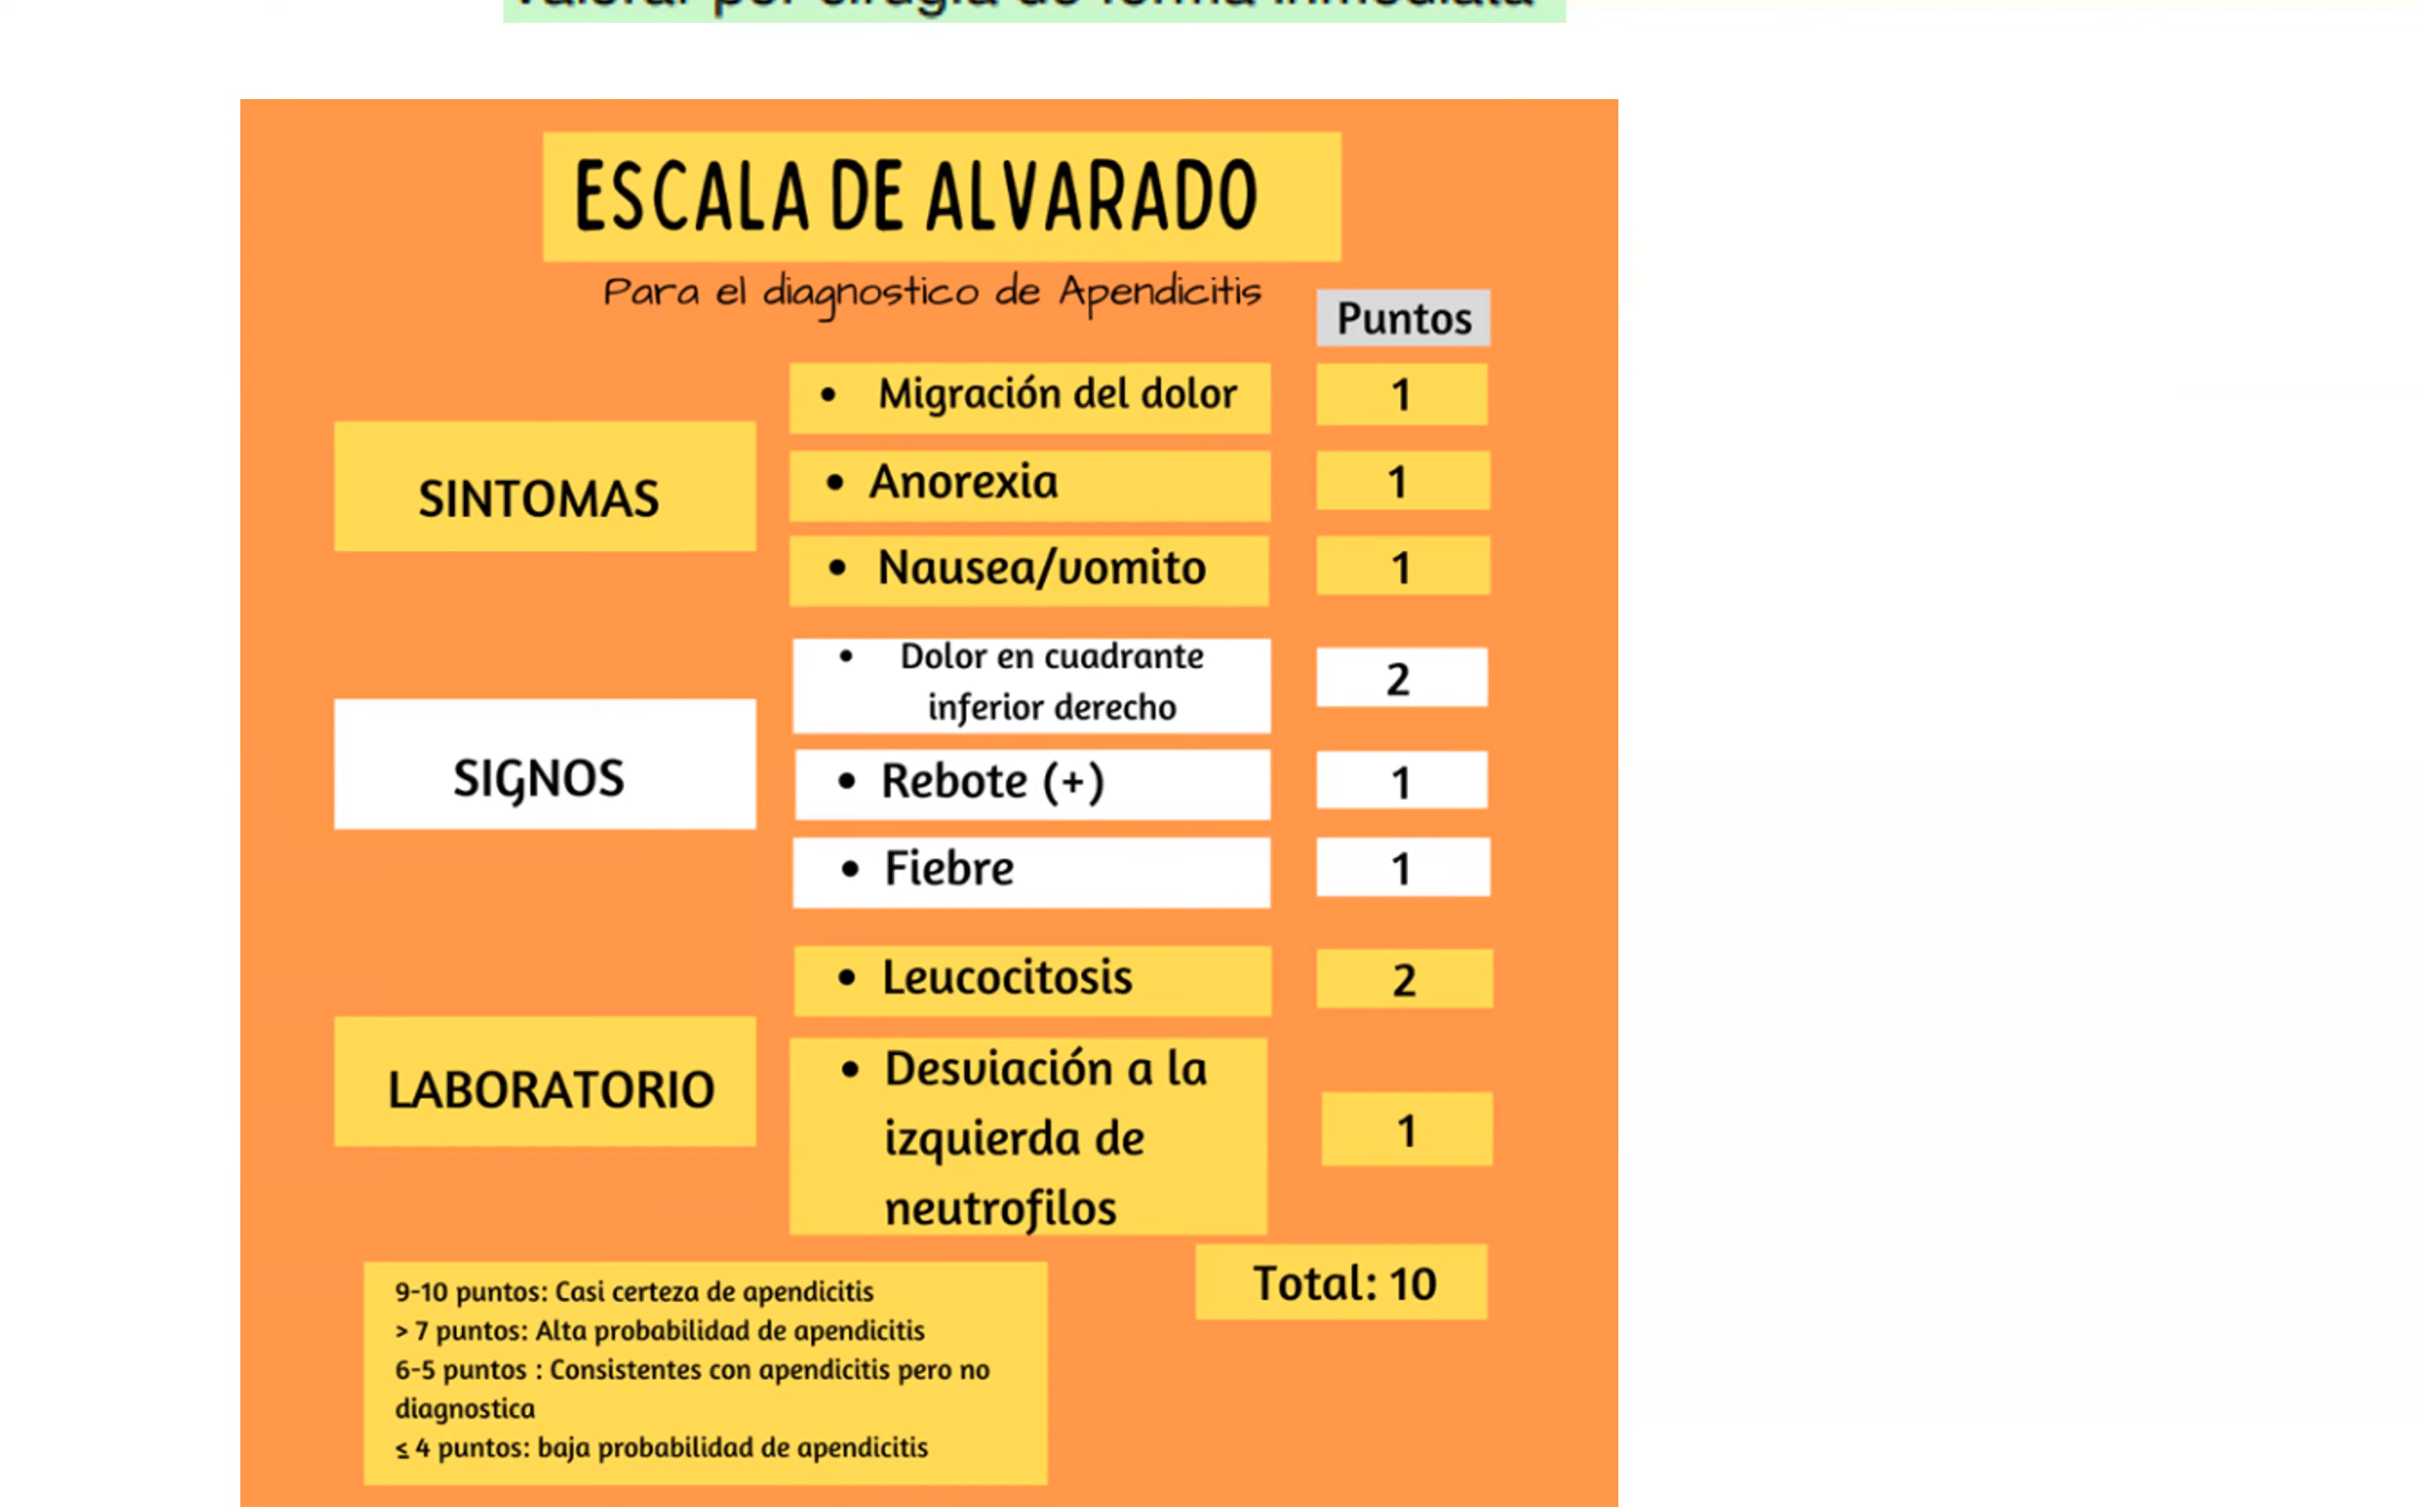 ESCALA DE ALVARADO
Para el diagnostico de Apendicitis
Puntos
SINTOMAS
• Migración del dolor 1
• Anorexia 1
• Nausea/vomito 1
SIGNOS
• Dolor en cuadrante
inferior derecho 2
• Rebote (+) 1
• Fiebre 1
LABORATORIO
• Leucocitosis 2
• Desviación a la
izquierda de
neutrofilos 1
Total: 10
9-10 puntos: Casi certeza de apendicitis
> 7 puntos: Alta probabilidad de apendicitis
6-5 puntos : Consistentes con apendicitis pero no
diagnostica
≤ 4 puntos: baja probabilidad de apendicitis